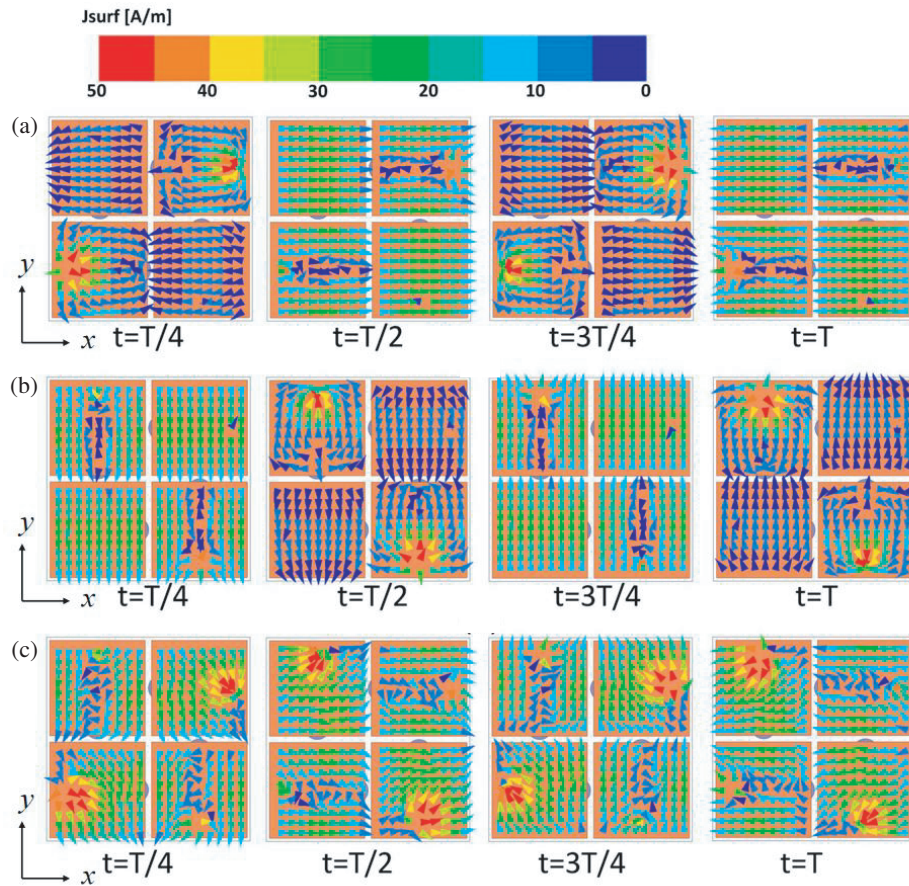 Jsurf [A/m]
50 40 30 20 10 0
(a)
y
x
t=T/4 t=T/2 t=3T/4 t=T
(b)
y
x
t=T/4 t=T/2 t=3T/4 t=T
(c)
y
x
t=T/4 t=T/2 t=3T/4 t=T